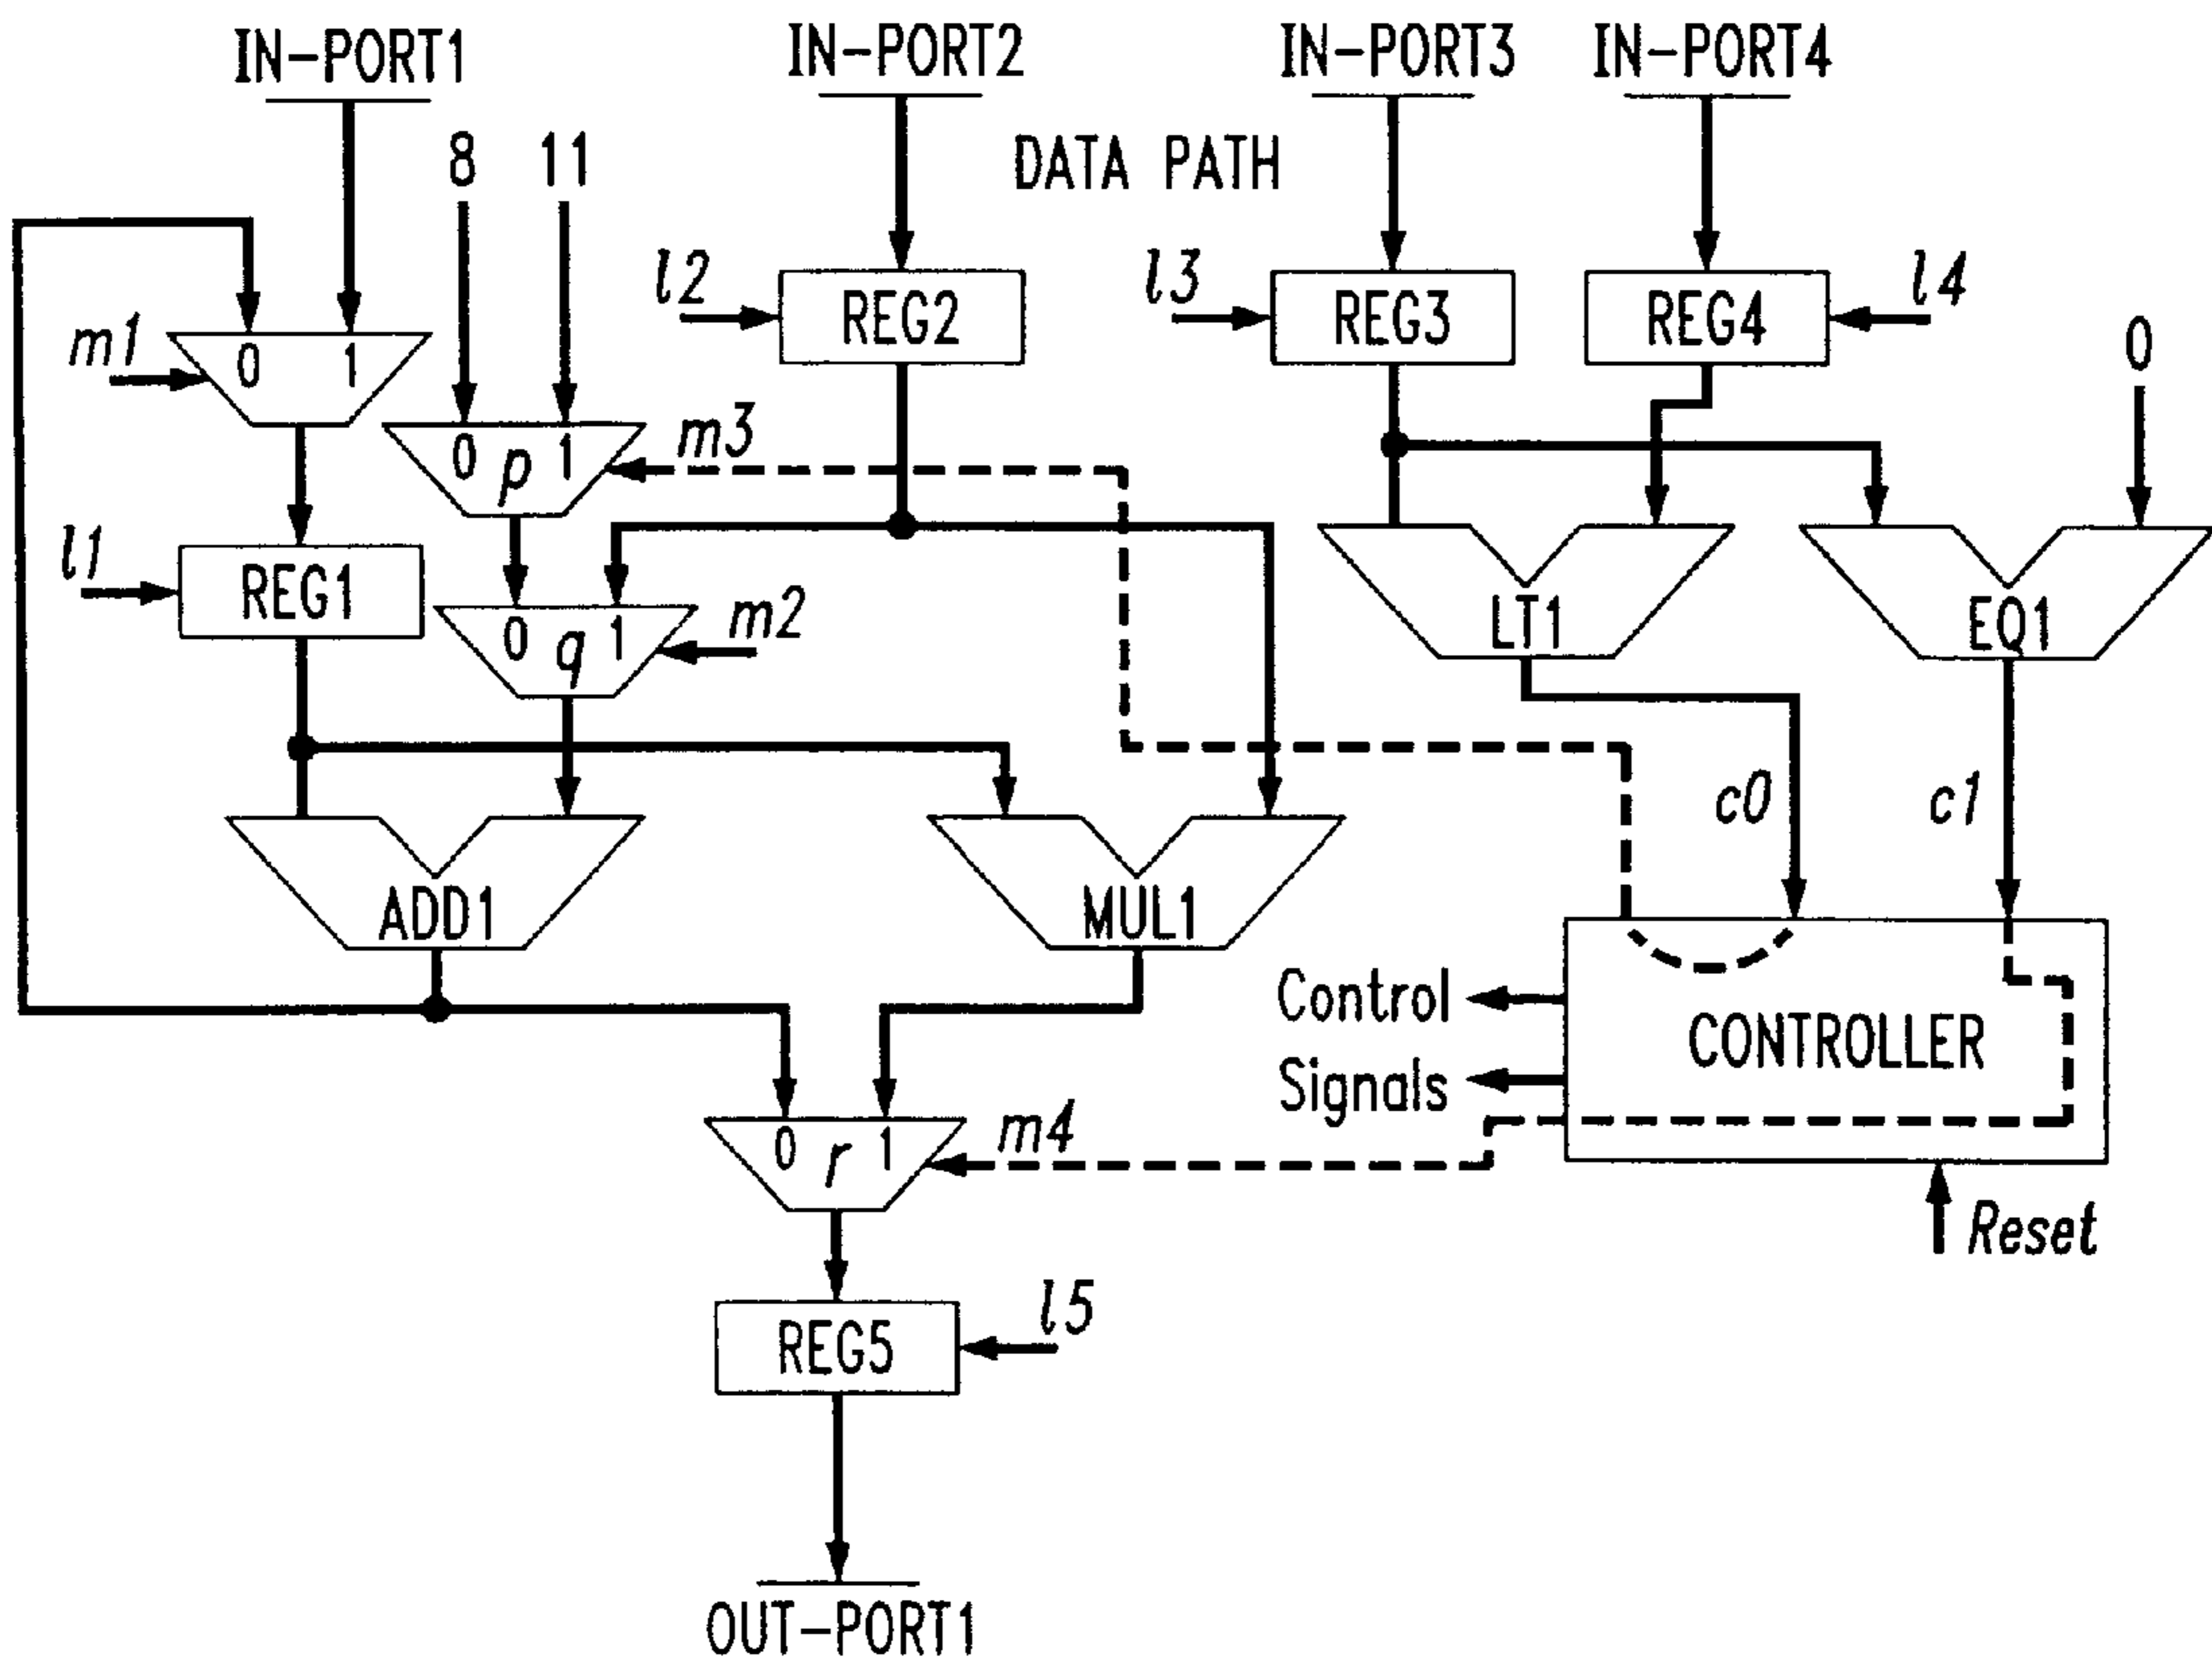 IN-PORT1
IN-PORT2
IN-PORT3
IN-PORT4
8
11
DATA PATH
l2
REG2
l3
REG3
REG4
l4
0
m1
0
1
0
p
1
m3
l1
REG1
0
q
1
m2
LT1
EQ1
c0
c1
ADD1
MUL1
Control
Signals
CONTROLLER
0
r
1
m4
Reset
REG5
l5
OUT-PORT1